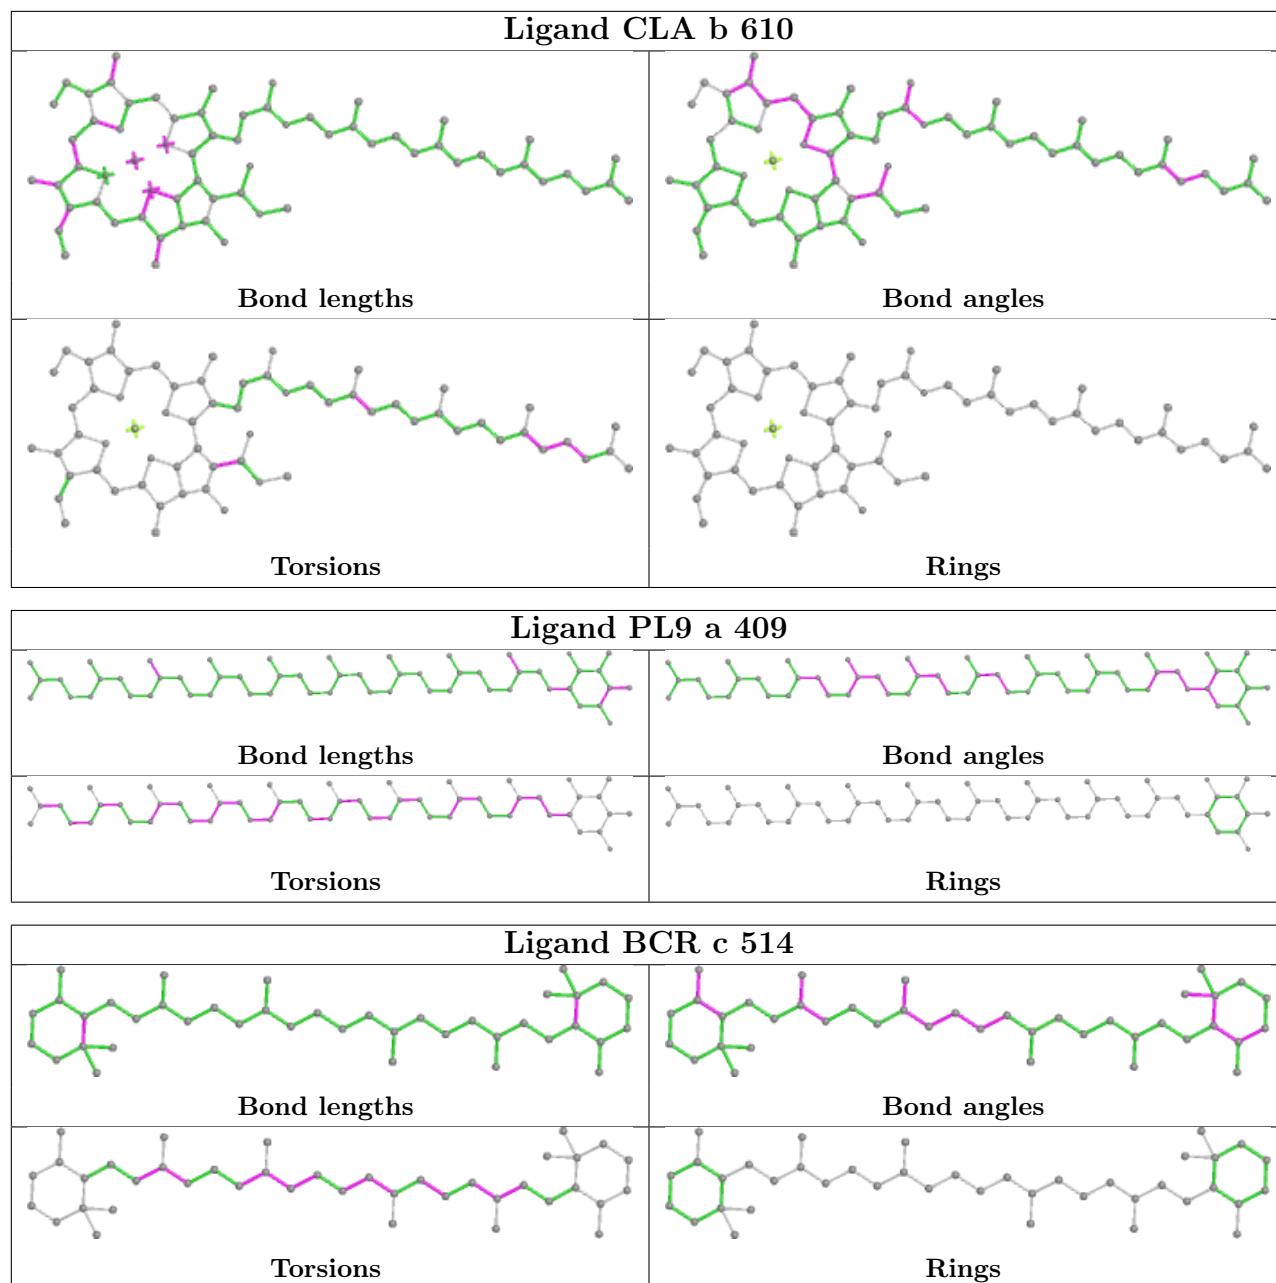 Ligand CLA b 610
Bond lengths
Bond angles
Torsions
Rings
Ligand PL9 a 409
Bond lengths
Bond angles
Torsions
Rings
Ligand BCR c 514
Bond lengths
Bond angles
Torsions
Rings